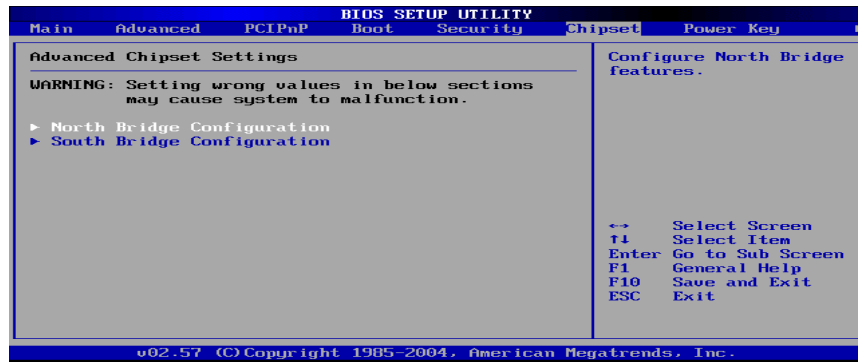 BIOS SETUP UTILITY
Main Advanced PCIPnP Boot Security Chipset Power Key
Advanced Chipset Settings
WARNING: Setting wrong values in below sections
may cause system to malfunction.
► North Bridge Configuration
► South Bridge Configuration
Configure North Bridge
features.
↔ Select Screen
↑↓ Select Item
Enter Go to Sub Screen
F1 General Help
F10 Save and Exit
ESC Exit
v02.57 (C)Copyright 1985-2004, American Megatrends, Inc.